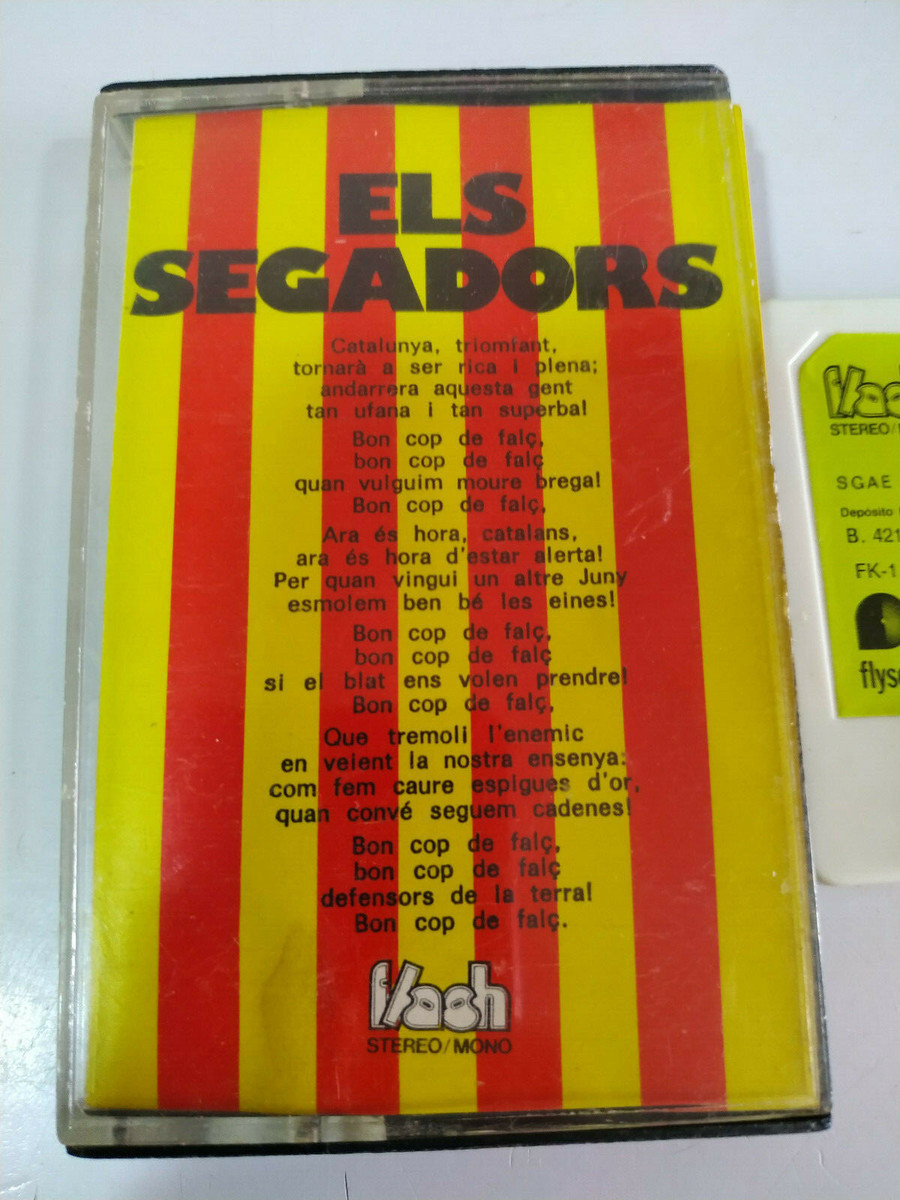 ELS
SEGADORS
Catalunya, triomfant,
tornarà a ser rica i plena;
andarrera aquesta gent
tan ufana i tan superba!
Bon cop de falç,
bon cop de falç
quan vulguim moure brega!
Bon cop de falç,
Ara és hora, catalans,
ara és hora d'estar alerta!
Per quan vingui un altre Juny
esmolem ben bé les eines!
Bon cop de falç,
bon cop de falç
si el blat ens volen prendre!
Bon cop de falç,
Que tremoli l'enemic
en veient la nostra ensenya:
com fem caure espigues d'or,
quan convé seguem cadenes!
Bon cop de falç,
bon cop de falç
defensors de la terra!
Bon cop de falç.
flash
STEREO/MONO
STEREO/
SGAE
Depósito
B. 421
FK-1